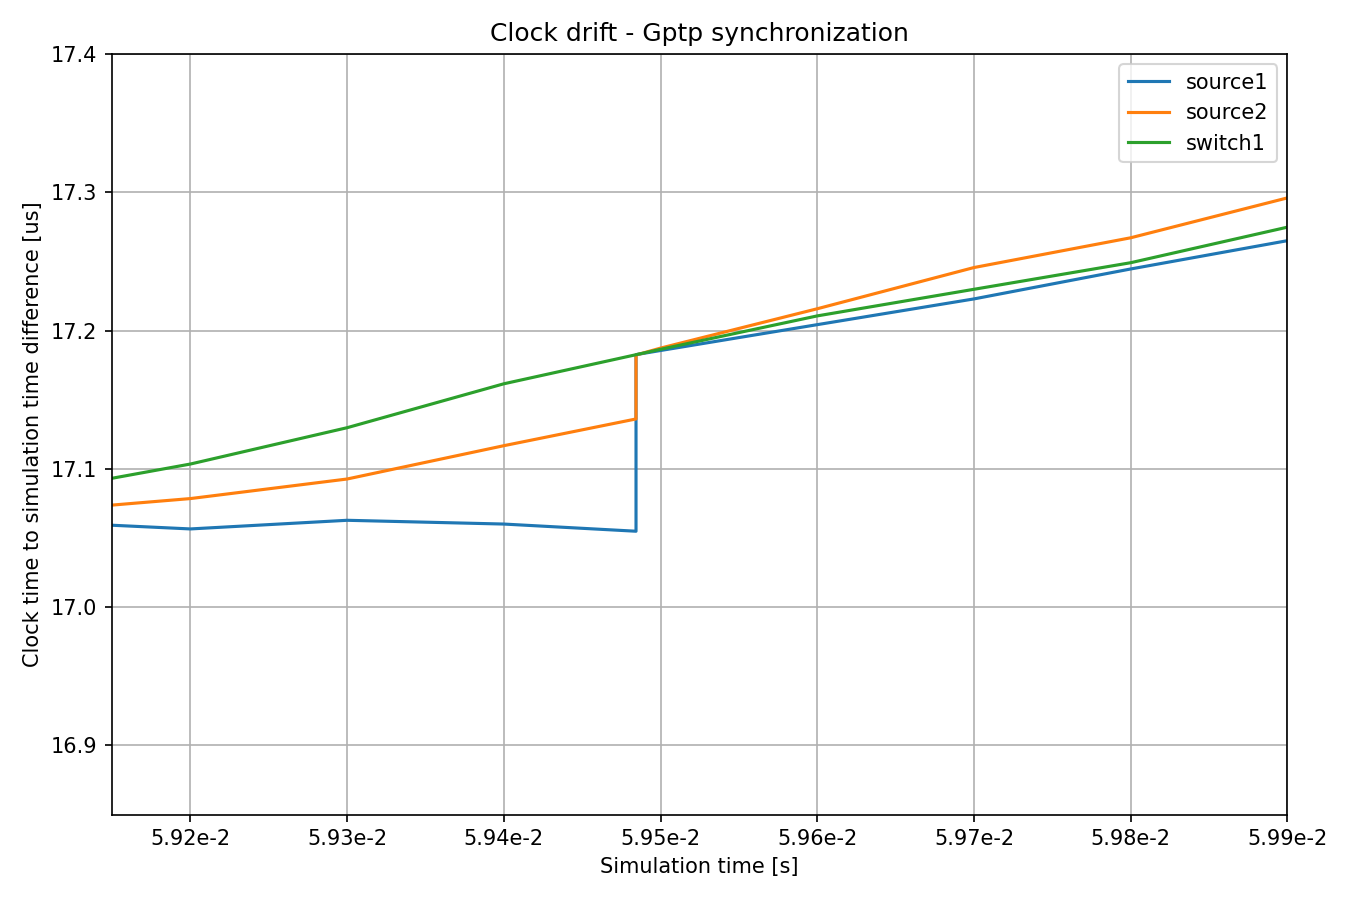 Clock drift - Gptp synchronization
source1
source2
switch1
Clock time to simulation time difference [us]
17.4
17.3
17.2
17.1
17.0
16.9
5.92e-2 5.93e-2 5.94e-2 5.95e-2 5.96e-2 5.97e-2 5.98e-2 5.99e-2
Simulation time [s]